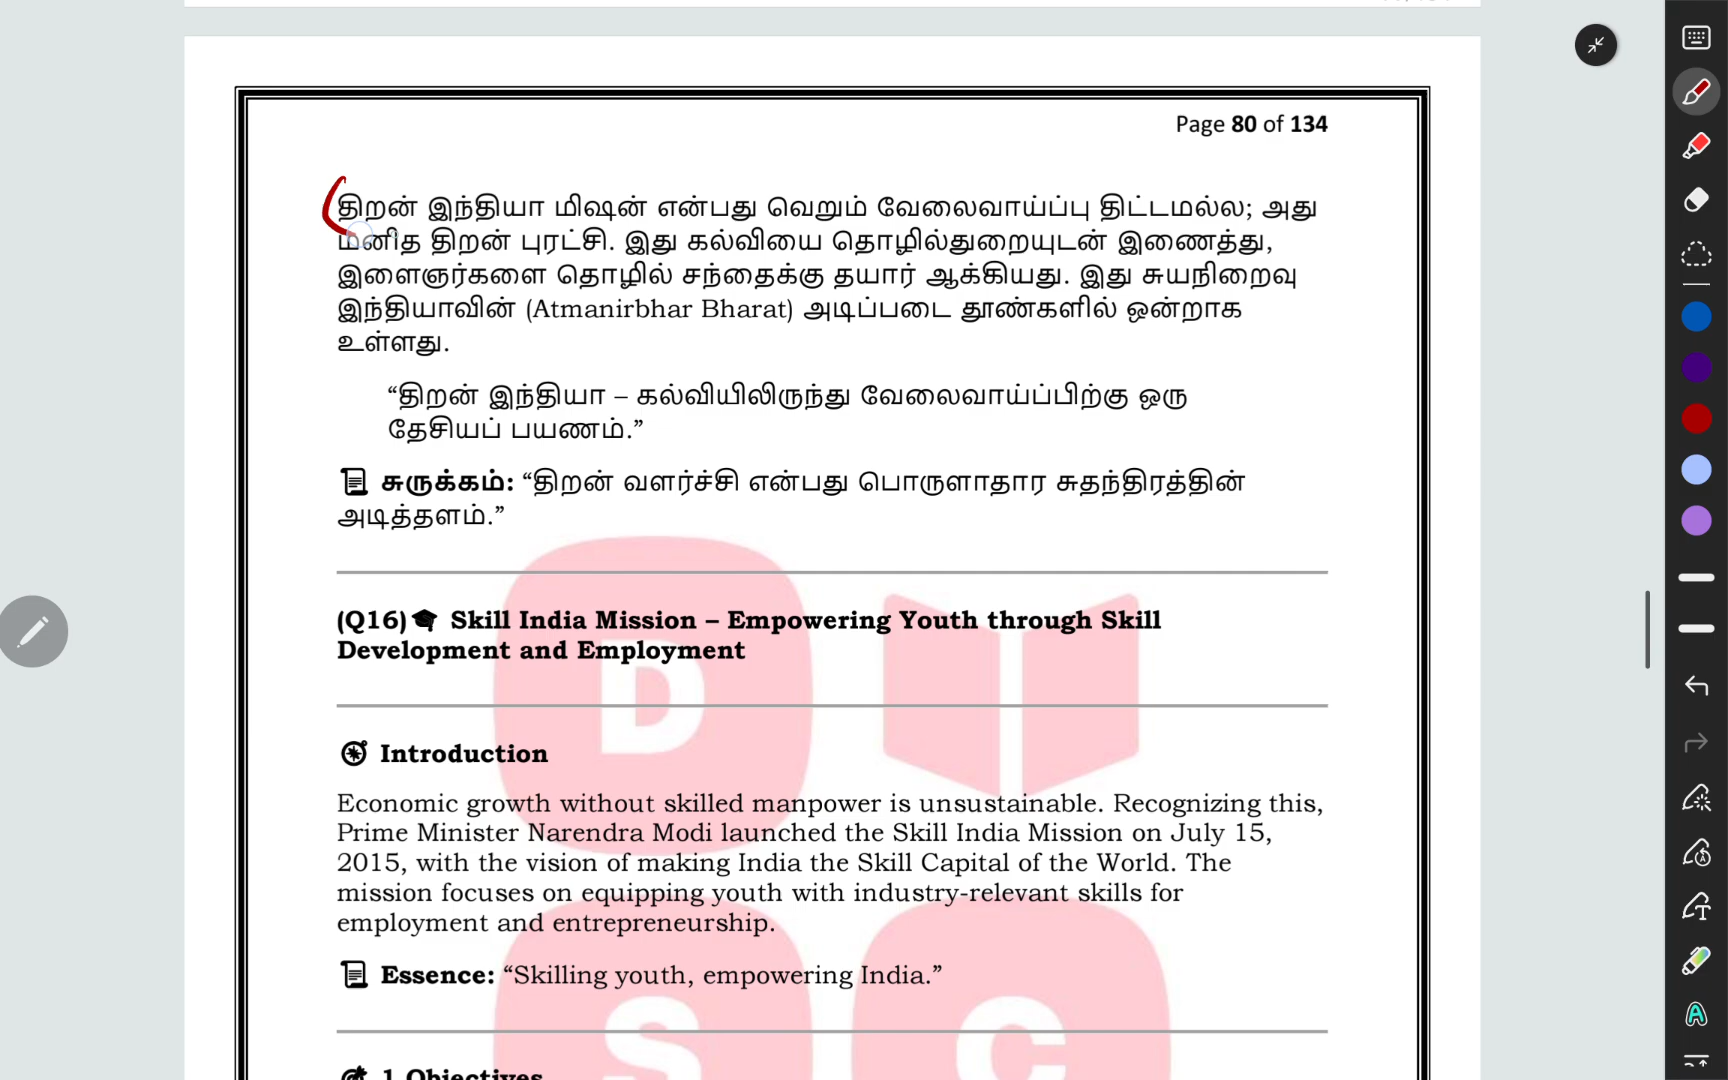 Page 80 of 134
திறன் இந்தியா மிஷன் என்பது வெறும் வேலைவாய்ப்பு திட்டமல்ல; அது
மனித திறன் புரட்சி. இது கல்வியை தொழில்துறையுடன் இணைத்து,
இளைஞர்களை தொழில் சந்தைக்கு தயார் ஆக்கியது. இது சுயநிறைவு
இந்தியாவின் (Atmanirbhar Bharat) அடிப்படை தூண்களில் ஒன்றாக
உள்ளது.
“திறன் இந்தியா – கல்வியிலிருந்து வேலைவாய்ப்பிற்கு ஒரு
தேசியப் பயணம்.”
சுருக்கம்: “திறன் வளர்ச்சி என்பது பொருளாதார சுதந்திரத்தின்
அடித்தளம்.”
(Q16) Skill India Mission – Empowering Youth through Skill
Development and Employment
Introduction
Economic growth without skilled manpower is unsustainable. Recognizing this,
Prime Minister Narendra Modi launched the Skill India Mission on July 15,
2015, with the vision of making India the Skill Capital of the World. The
mission focuses on equipping youth with industry-relevant skills for
employment and entrepreneurship.
Essence: “Skilling youth, empowering India.”
1 Objectives
D
S C